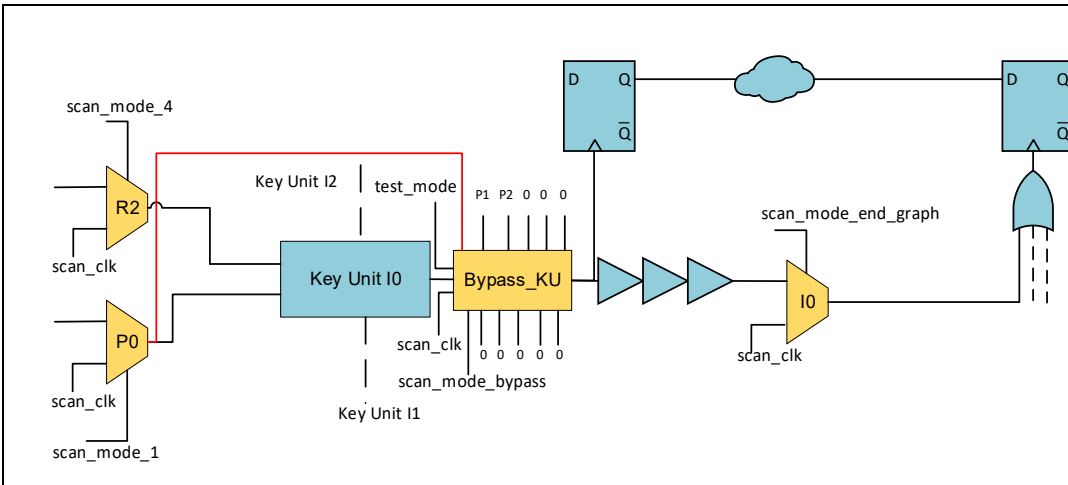 D Q
Q
D Q
Q
scan_mode_4
Key Unit I2
test_mode
P1 P2 0 0 0
scan_mode_end_graph
R2
scan_clk
Key Unit I0
Bypass_KU
I0
P0
scan_clk
0 0 0 0 0
scan_clk
scan_mode_bypass
scan_clk
Key Unit I1
scan_mode_1